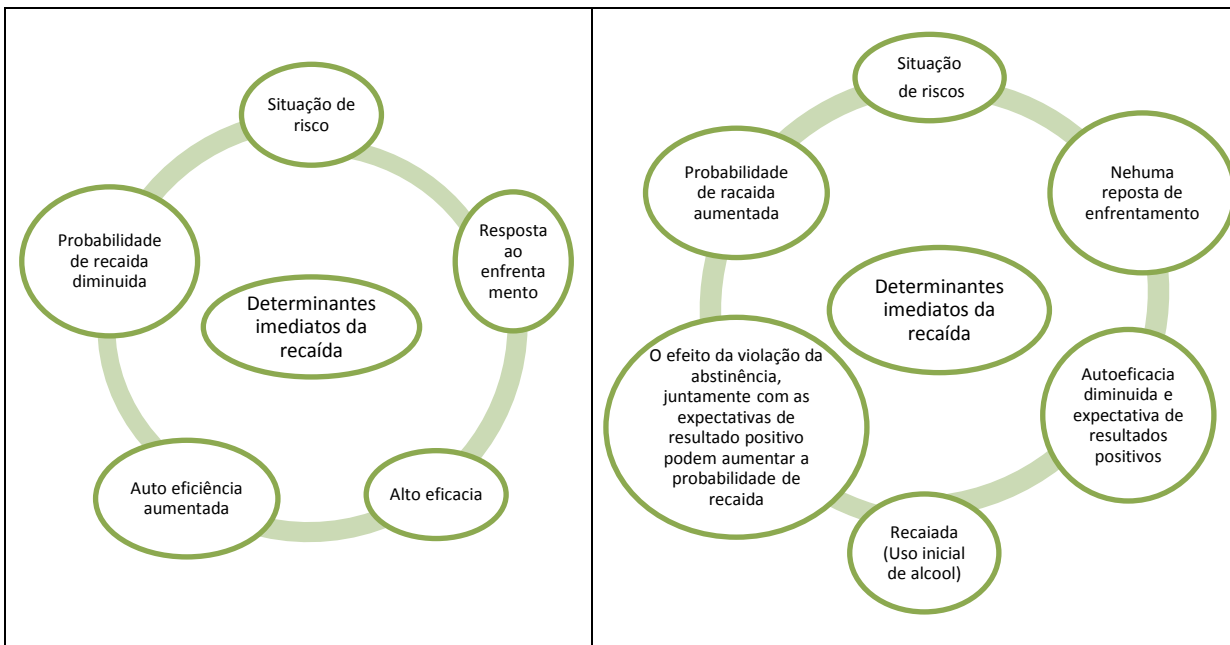 Situação de
risco
Resposta
ao
enfrenta
mento
Alto eficacia
Auto eficiência
aumentada
Probabilidade
de recaida
diminuida
Determinantes
imediatos da
recaída
Situação
de riscos
Nehuma
reposta de
enfrentamento
Autoeficacia
diminuida e
expectativa de
resultados
positivos
Recaiada
(Uso inicial
de alcool)
O efeito da violação da
abstinência,
juntamente com as
expectativas de
resultado positivo
podem aumentar a
probabilidade de
recaida
Probabilidade
de racaida
aumentada
Determinantes
imediatos da
recaída